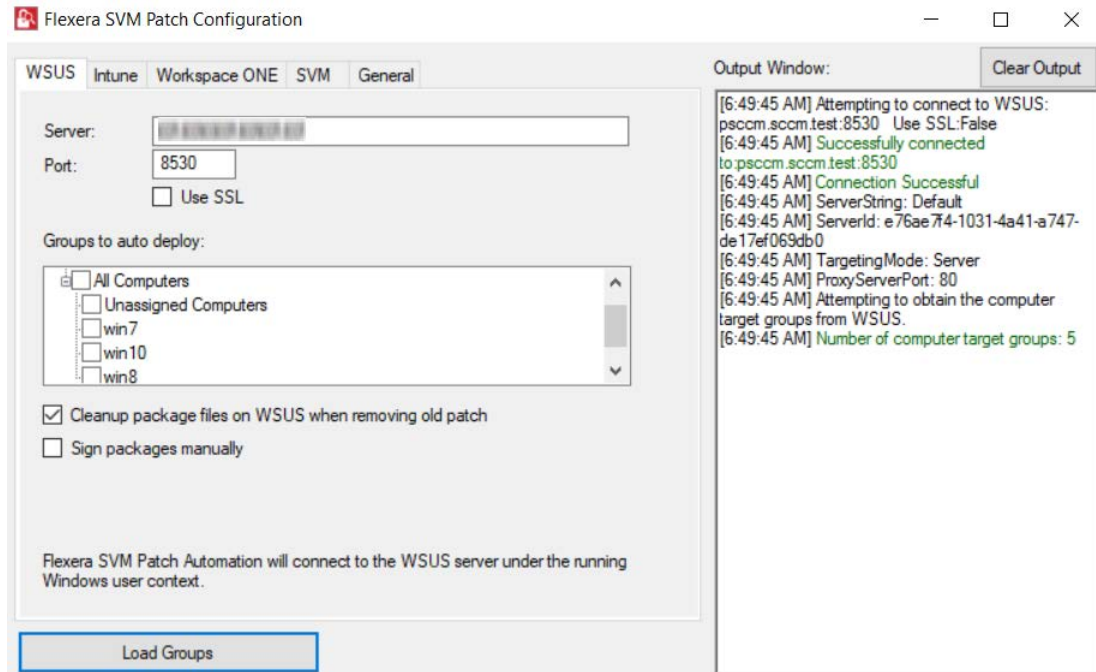 Flexera SVM Patch Configuration
WSUS
Intune
Workspace ONE
SVM
General
Server:
Port:
8530
Use SSL
Groups to auto deploy:
All Computers
Unassigned Computers
win7
win10
win8
Cleanup package files on WSUS when removing old patch
Sign packages manually
Flexera SVM Patch Automation will connect to the WSUS server under the running
Windows user context.
Load Groups
Output Window:
Clear Output
[6:49:45 AM] Attempting to connect to WSUS:
psccm.sccm.test:8530   Use SSL:False
[6:49:45 AM] Successfully connected
to:psccm.sccm.test:8530
[6:49:45 AM] Connection Successful
[6:49:45 AM] ServerString: Default
[6:49:45 AM] ServerId: e76ae7f4-1031-4a41-a747-
de17ef069db0
[6:49:45 AM] TargetingMode: Server
[6:49:45 AM] ProxyServerPort: 80
[6:49:45 AM] Attempting to obtain the computer
target groups from WSUS.
[6:49:45 AM] Number of computer target groups: 5